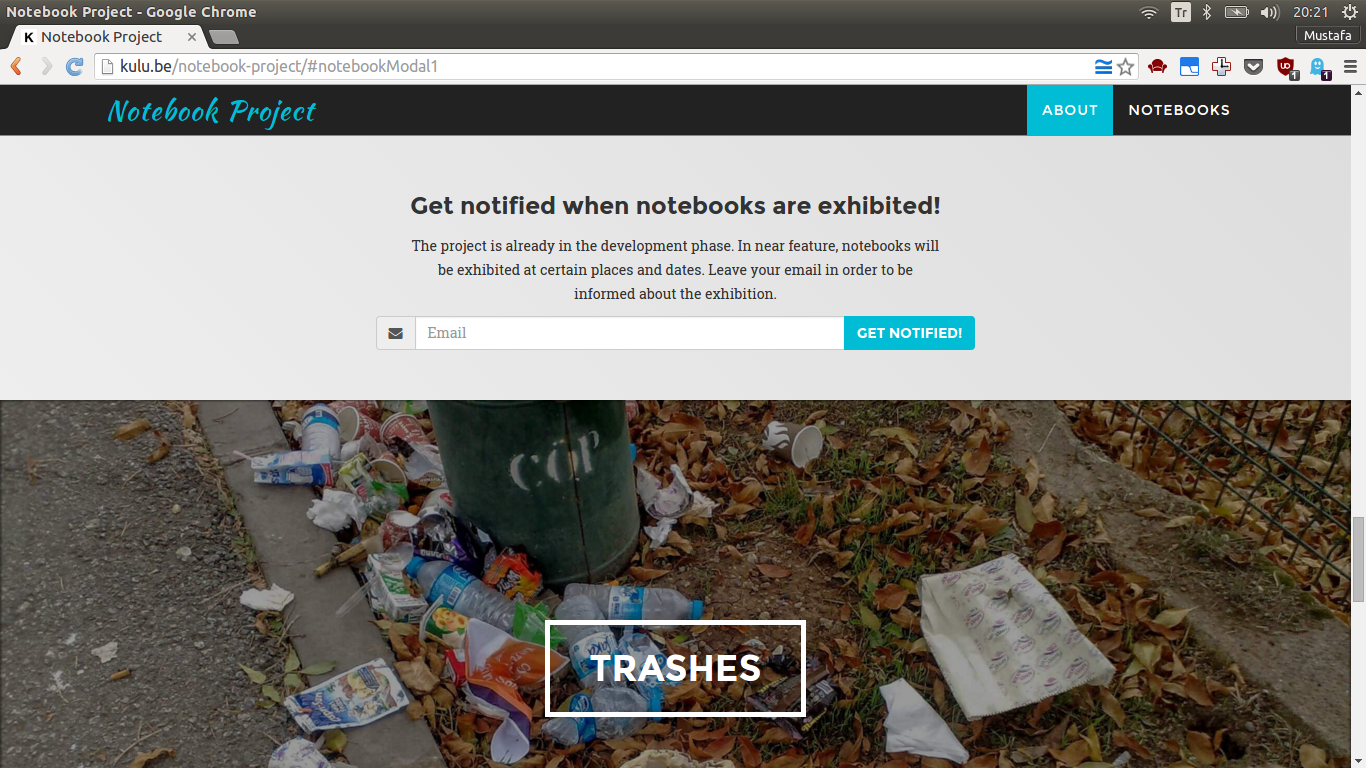 Notebook Project - Google Chrome
Tr
20:21
K Notebook Project
Mustafa
kulu.be/notebook-project/#notebookModal1
1
1
Notebook Project
ABOUT
NOTEBOOKS
Get notified when notebooks are exhibited!
The project is already in the development phase. In near feature, notebooks will
be exhibited at certain places and dates. Leave your email in order to be
informed about the exhibition.
Email
GET NOTIFIED!
ÇÖP
TRASHES